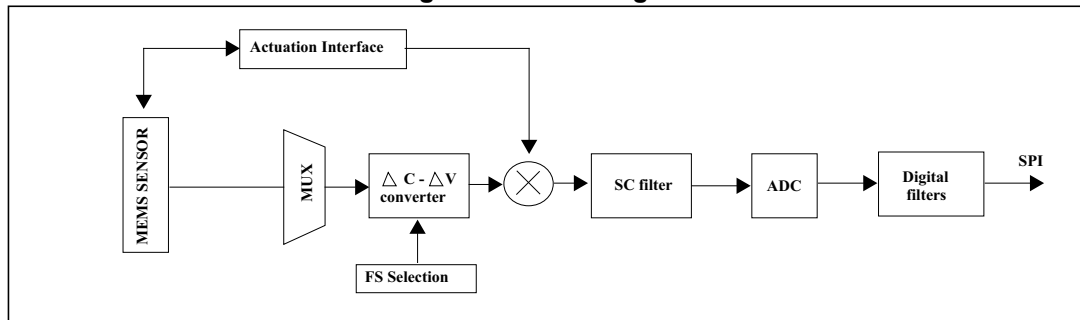 Actuation Interface
MEMS SENSOR
MUX
△ C - △V
converter
FS Selection
SC filter
ADC
Digital
filters
SPI